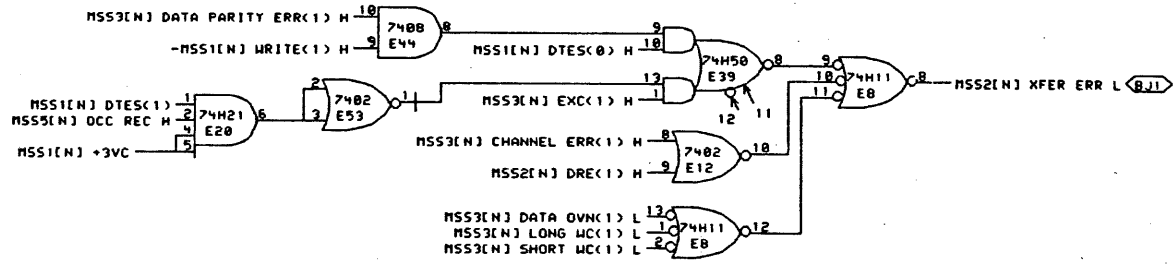 MSS3[N] DATA PARITY ERR(1) H 10
-MSS1[N] WRITE(1) H 9
7408
E44
8
MSS1[N] DTES(0) H
9
10
74H50
E39
8
12
11
13
1
MSS3[N] EXC(1) H
MSS1[N] DTES(1) 1
MSS5[N] OCC REC H 2
4
MSS1[N] +3VC 5
74H21
E20
6
2
3
7402
E53
1
MSS3[N] CHANNEL ERR(1) H 8
MSS2[N] DRE(1) H 9
7402
E12
10
MSS3[N] DATA OVN(1) L 13
MSS3[N] LONG WC(1) L 1
MSS3[N] SHORT WC(1) L 2
74H11
E8
12
9
10
11
74H11
E8
8
MSS2[N] XFER ERR L BJ1